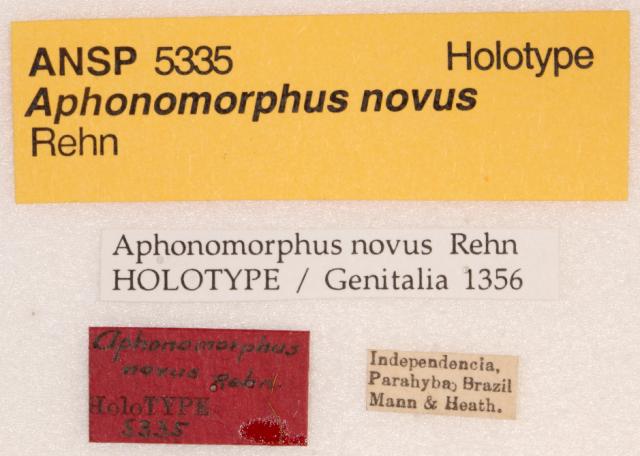 ANSP 5335 Holotype
Aphonomorphus novus
Rehn
Aphonomorphus novus Rehn
HOLOTYPE / Genitalia 1356
Aphonomorphus
novus Rehn
HoloTYPE
5335
Independencia,
Parahyba, Brazil
Mann & Heath.